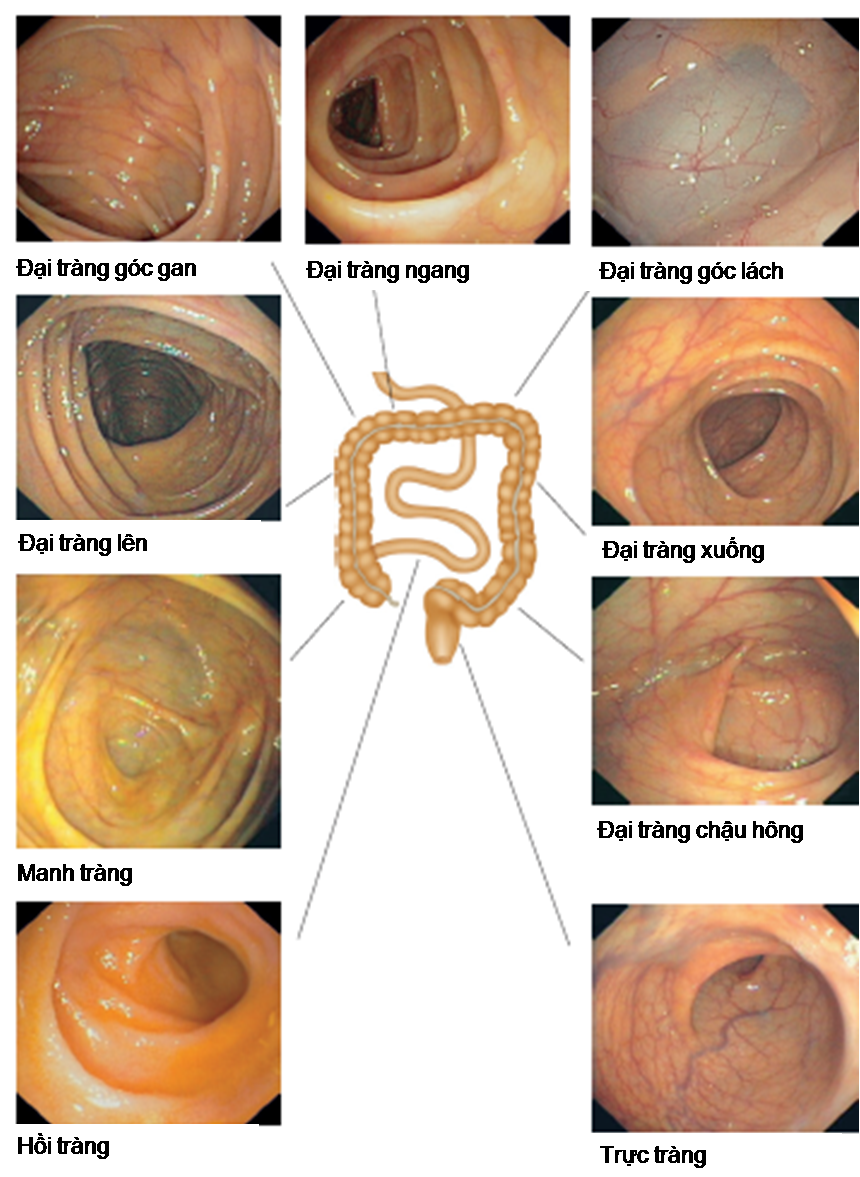 Đại tràng góc gan
Đại tràng ngang
Đại tràng góc lách
Đại tràng lên
Đại tràng xuống
Manh tràng
Đại tràng chậu hông
Hồi tràng
Trực tràng